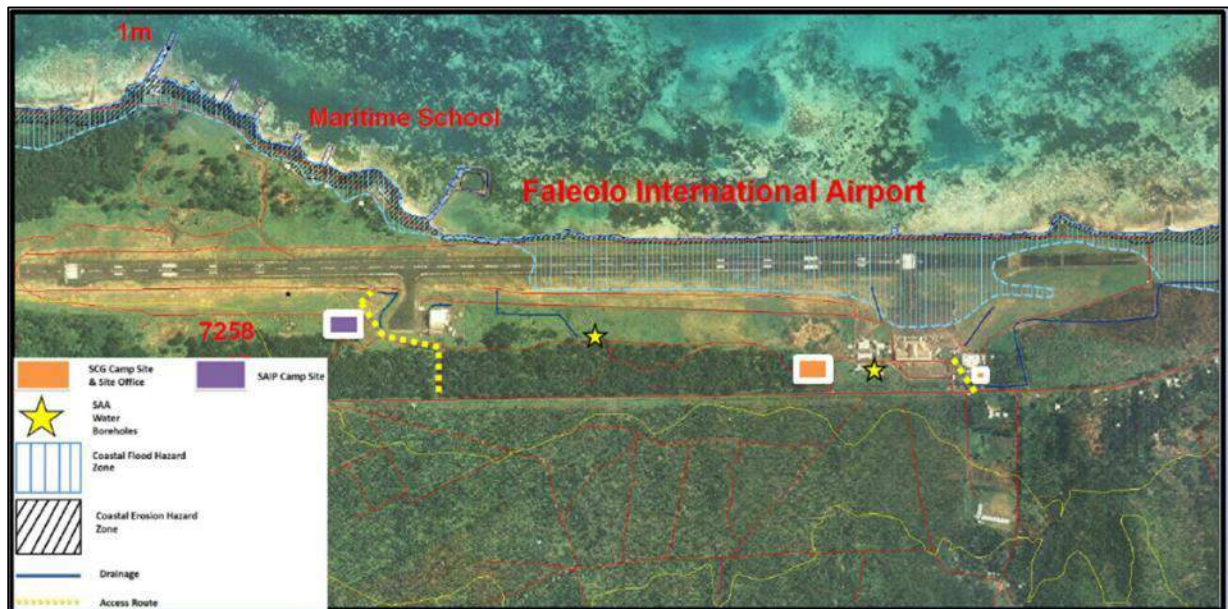 1m
Maritime School
Faleolo International Airport
7258
SCG Camp Site
& Site Office
SAIP Camp Site
SAA
Water
Boreholes
Coastal Flood Hazard
Zone
Coastal Erosion Hazard
Zone
Drainage
Access Route